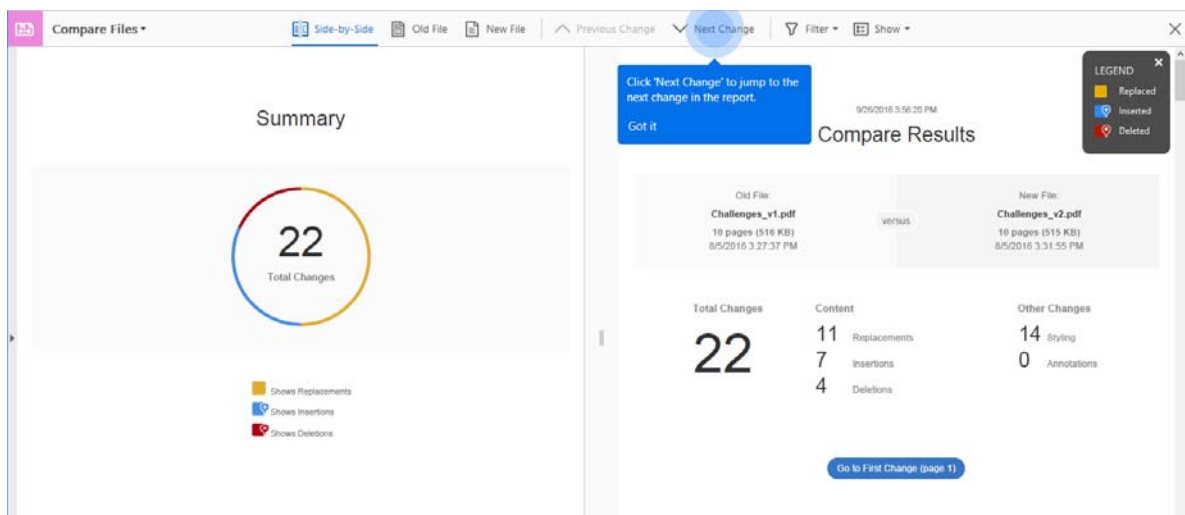 Compare Files
Side-by-Side
Old File
New File
Previous Change
Next Change
Filter
Show
Summary
22
Total Changes
Shows Replacements
Shows Insertions
Shows Deletions
Click 'Next Change' to jump to the
next change in the report.
Got it
LEGEND
Replaced
Inserted
Deleted
9/26/2016 3:56:20 PM
Compare Results
Old File:
Challenges_v1.pdf
10 pages (516 KB)
8/5/2016 3:27:37 PM
versus
New File:
Challenges_v2.pdf
10 pages (515 KB)
8/5/2016 3:31:55 PM
Total Changes
22
Content
11 Replacements
7 Insertions
4 Deletions
Other Changes
14 Styling
0 Annotations
Go to First Change (page 1)